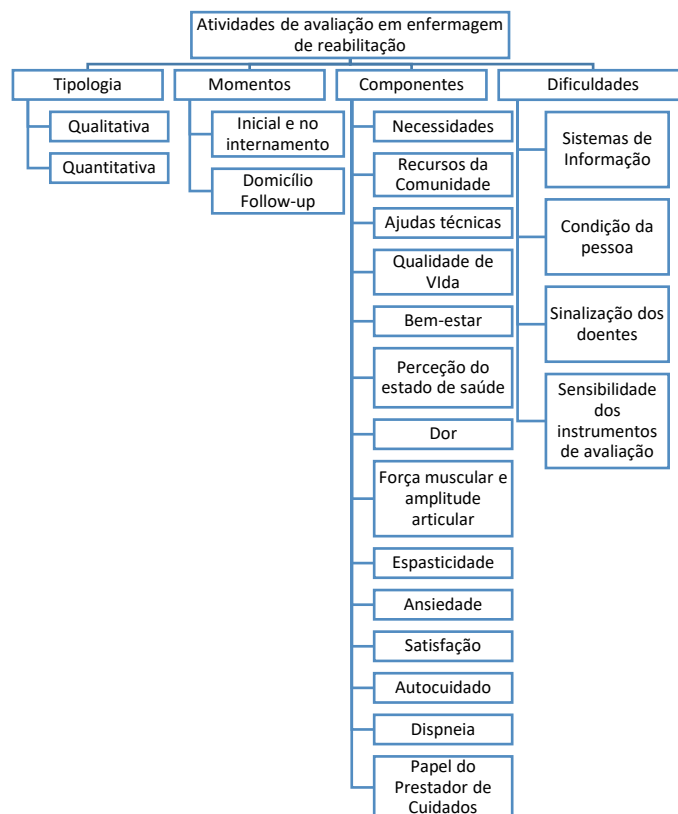 Atividades de avaliação em enfermagem
de reabilitação
Tipologia
Qualitativa
Quantitativa
Momentos
Inicial e no
internamento
Domicílio
Follow-up
Componentes
Necessidades
Recursos da
Comunidade
Ajudas técnicas
Qualidade de
VIda
Bem-estar
Perceção do
estado de saúde
Dor
Força muscular e
amplitude
articular
Espasticidade
Ansiedade
Satisfação
Autocuidado
Dispneia
Papel do
Prestador de
Cuidados
Dificuldades
Sistemas de
Informação
Condição da
pessoa
Sinalização dos
doentes
Sensibilidade
dos
instrumentos
de avaliação